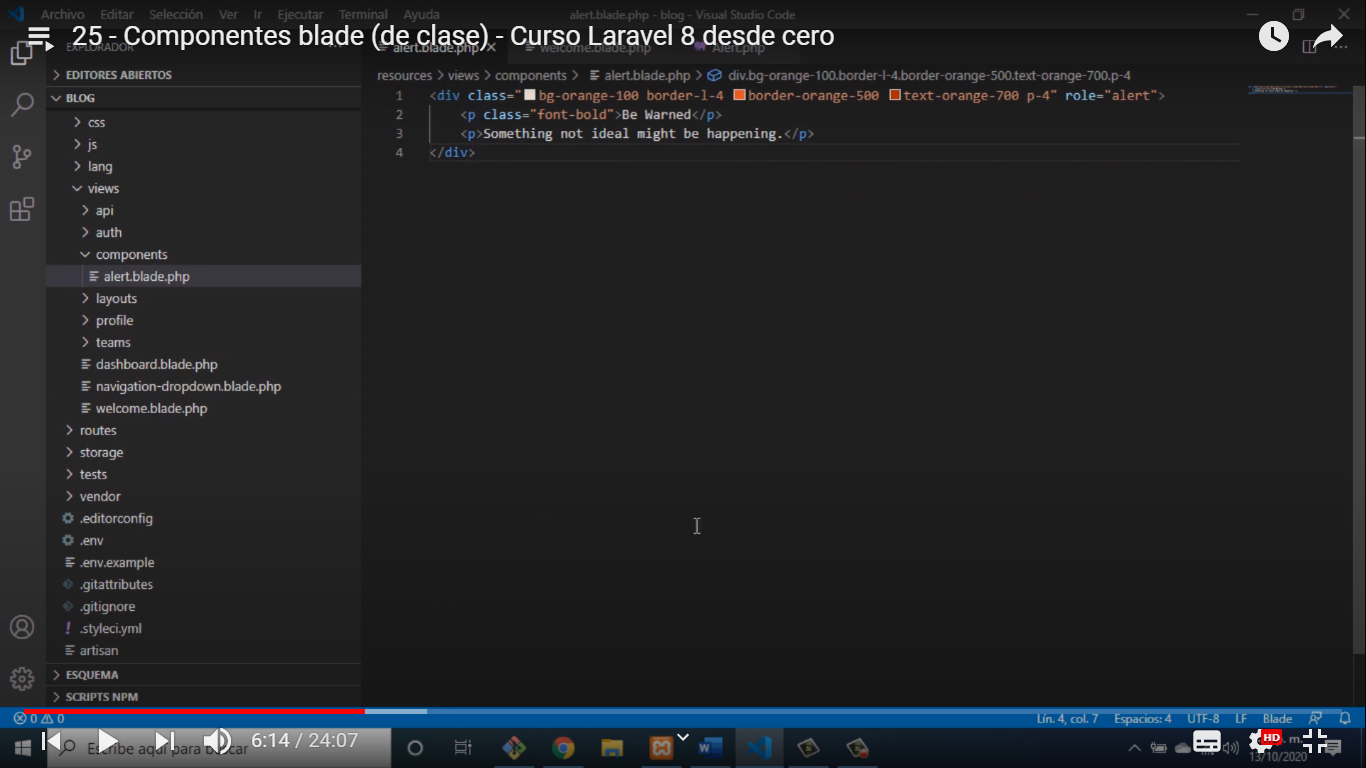 Archivo Editar Selección Ver Ir Ejecutar Terminal Ayuda
alert.blade.php - blog - Visual Studio Code
25 - Componentes blade (de clase) - Curso Laravel 8 desde cero
EXPLORADOR
alert.blade.php
welcome.blade.php
Alert.php
EDITORES ABIERTOS
BLOG
css
js
lang
views
api
auth
components
alert.blade.php
layouts
profile
teams
dashboard.blade.php
navigation-dropdown.blade.php
welcome.blade.php
routes
storage
tests
vendor
.editorconfig
.env
.env.example
.gitattributes
.gitignore
.styleci.yml
artisan
ESQUEMA
SCRIPTS NPM
resources > views > components > alert.blade.php > div.bg-orange-100.border-l-4.border-orange-500.text-orange-700.p-4
1 <div class="bg-orange-100 border-l-4 border-orange-500 text-orange-700 p-4" role="alert">
2 <p class="font-bold">Be Warned</p>
3 <p>Something not ideal might be happening.</p>
4 </div>
0 0
Lín. 4, col. 7 Espacios: 4 UTF-8 LF Blade
Escribe aquí para buscar
6:14 / 24:07
HD
m.
13/10/2020